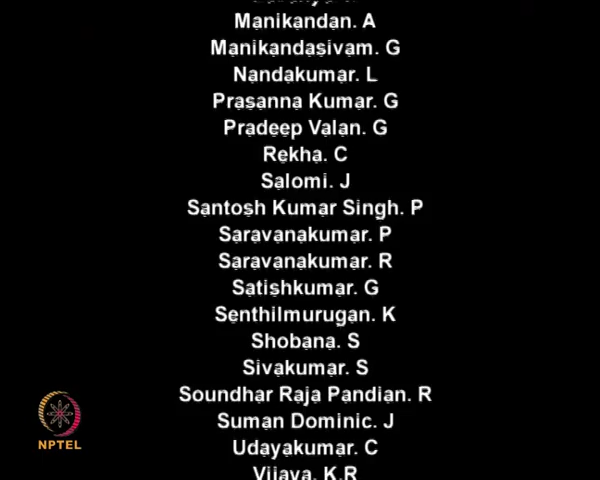 Manikandan. A
Manikandasivam. G
Nandakumar. L
Prasanna Kumar. G
Pradeep Valan. G
Rekha. C
Salomi. J
Santosh Kumar Singh. P
Saravanakumar. P
Saravanakumar. R
Satishkumar. G
Senthilmurugan. K
Shobana. S
Sivakumar. S
Soundhar Raja Pandian. R
Suman Dominic. J
Udayakumar. C
Vijaya. K.R
NPTEL